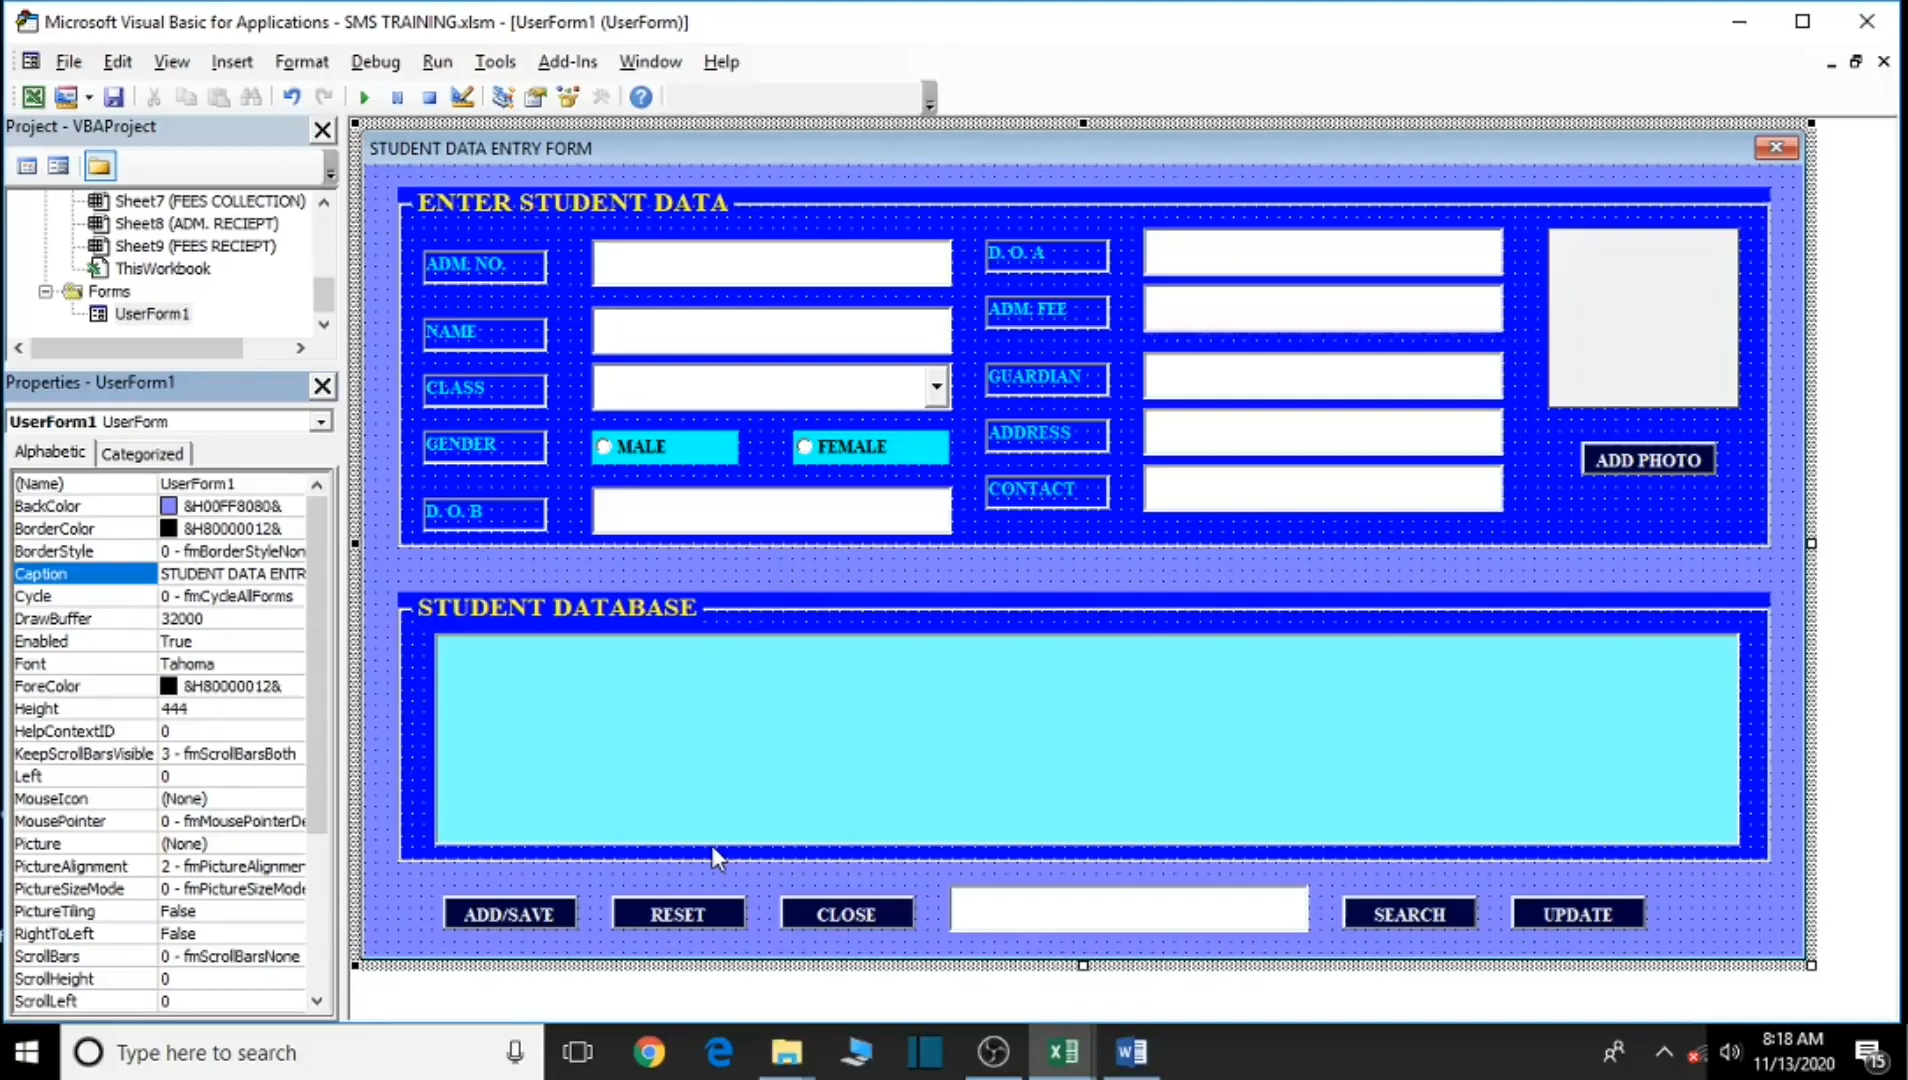 Microsoft Visual Basic for Applications - SMS TRAINING.xlsm - [UserForm1 (UserForm)]
File Edit View Insert Format Debug Run Tools Add-Ins Window Help
Project - VBAProject
Sheet7 (FEES COLLECTION)
Sheet8 (ADM. RECIEPT)
Sheet9 (FEES RECIEPT)
ThisWorkbook
Forms
UserForm1
Properties - UserForm1
UserForm1 UserForm
Alphabetic Categorized
(Name) UserForm1
BackColor &H00FF8080&
BorderColor &H80000012&
BorderStyle 0 - fmBorderStyleNon
Caption STUDENT DATA ENTR
Cycle 0 - fmCycleAllForms
DrawBuffer 32000
Enabled True
Font Tahoma
ForeColor &H80000012&
Height 444
HelpContextID 0
KeepScrollBarsVisible 3 - fmScrollBarsBoth
Left 0
MouseIcon (None)
MousePointer 0 - fmMousePointerDe
Picture (None)
PictureAlignment 2 - fmPictureAlignmen
PictureSizeMode 0 - fmPictureSizeMode
PictureTiling False
RightToLeft False
ScrollBars 0 - fmScrollBarsNone
ScrollHeight 0
ScrollLeft 0
STUDENT DATA ENTRY FORM
ENTER STUDENT DATA
ADM. NO.
NAME
CLASS
GENDER MALE FEMALE
D. O. B
D. O. A
ADM. FEE
GUARDIAN
ADDRESS
CONTACT
ADD PHOTO
STUDENT DATABASE
ADD/SAVE RESET CLOSE SEARCH UPDATE
Type here to search
8:18 AM
11/13/2020
15